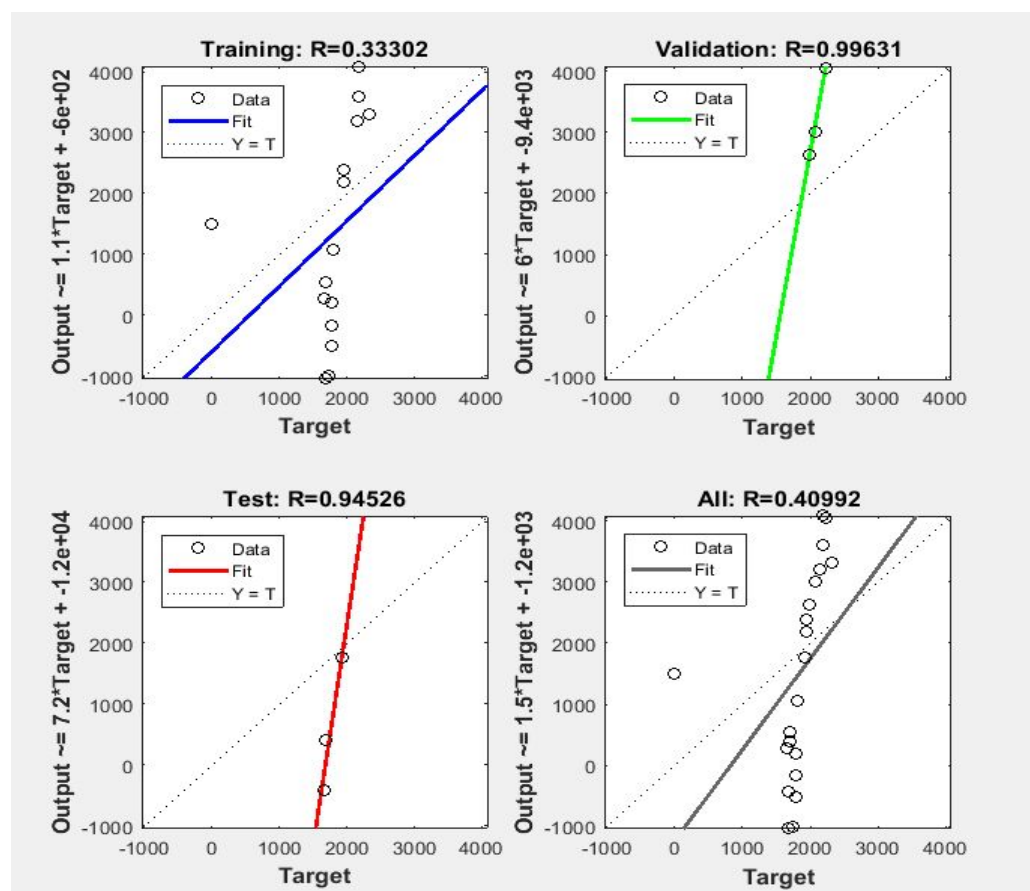 Training: R=0.33302
Output ~= 1.1*Target + -6e+02
4000
3000
2000
1000
0
-1000
Data
Fit
Y = T
-1000 0 1000 2000 3000 4000
Target
Validation: R=0.99631
Output ~= 6*Target + -9.4e+03
4000
3000
2000
1000
0
-1000
Data
Fit
Y = T
-1000 0 1000 2000 3000 4000
Target
Test: R=0.94526
Output ~= 7.2*Target + -1.2e+04
4000
3000
2000
1000
0
-1000
Data
Fit
Y = T
-1000 0 1000 2000 3000 4000
Target
All: R=0.40992
Output ~= 1.5*Target + -1.2e+03
4000
3000
2000
1000
0
-1000
Data
Fit
Y = T
-1000 0 1000 2000 3000 4000
Target